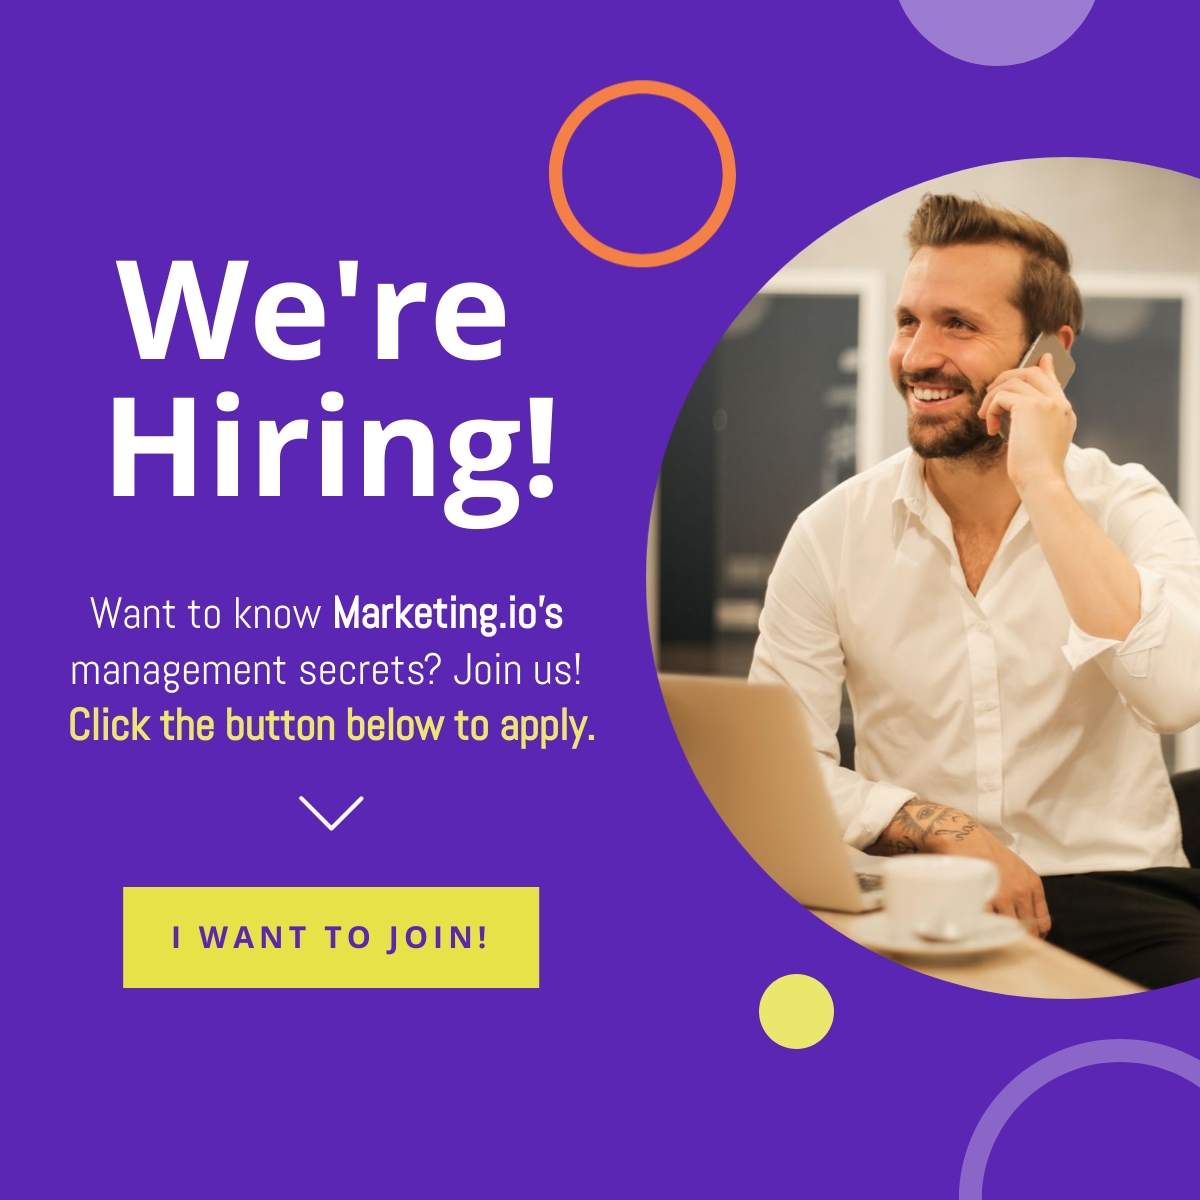 We're
Hiring!
Want to know Marketing.io's
management secrets? Join us!
Click the button below to apply.
I WANT TO JOIN!